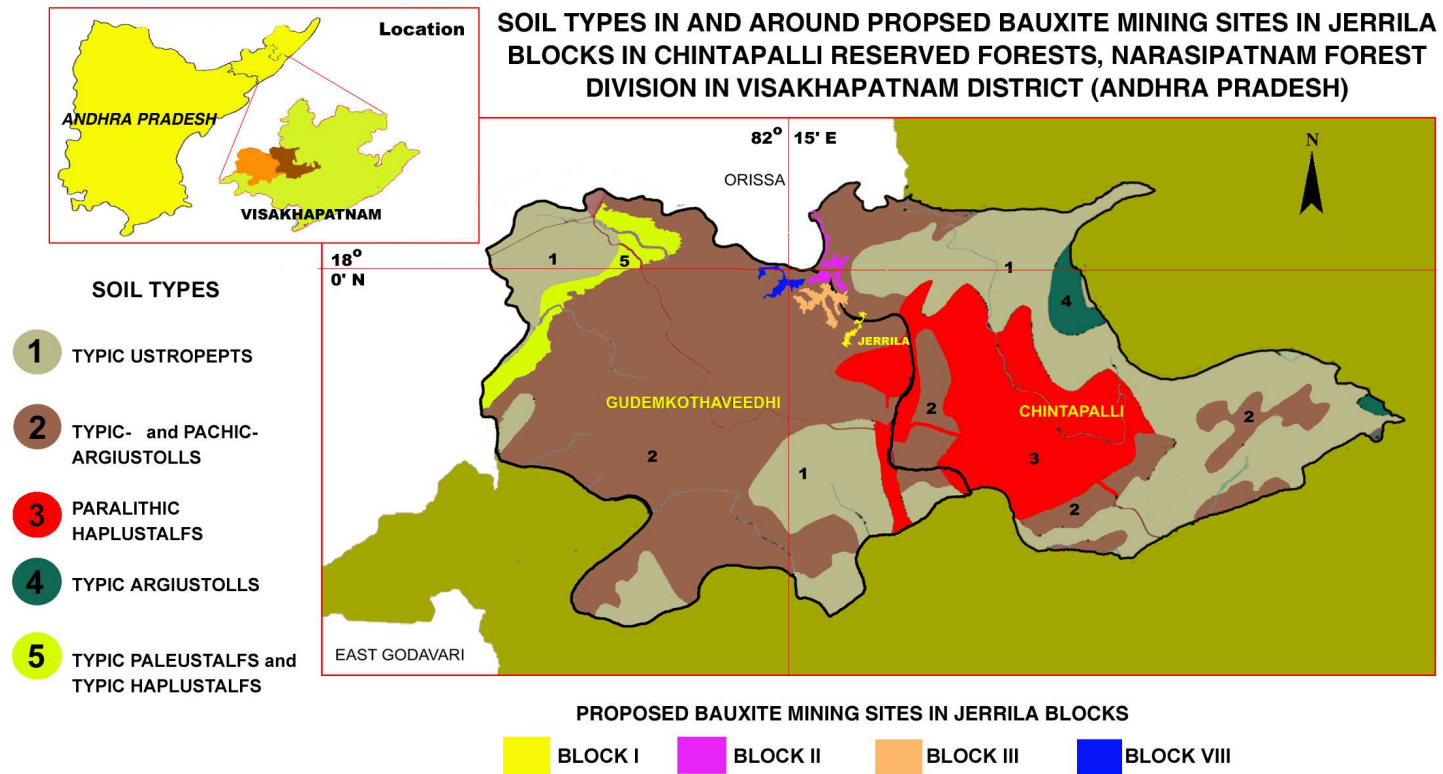 SOIL TYPES IN AND AROUND PROPSED BAUXITE MINING SITES IN JERRILA
BLOCKS IN CHINTAPALLI RESERVED FORESTS, NARASIPATNAM FOREST
DIVISION IN VISAKHAPATNAM DISTRICT (ANDHRA PRADESH)
Location
ANDHRA PRADESH
VISAKHAPATNAM
82o 15' E
ORISSA
N
18o
0' N
1
5
1
4
JERRILA
GUDEMKOTHAVEEDHI
2
CHINTAPALLI
2
2
1
3
2
EAST GODAVARI
SOIL TYPES
1 TYPIC USTROPEPTS
2 TYPIC- and PACHIC-
ARGIUSTOLLS
3 PARALITHIC
HAPLUSTALFS
4 TYPIC ARGIUSTOLLS
5 TYPIC PALEUSTALFS and
TYPIC HAPLUSTALFS
PROPOSED BAUXITE MINING SITES IN JERRILA BLOCKS
BLOCK I BLOCK II BLOCK III BLOCK VIII